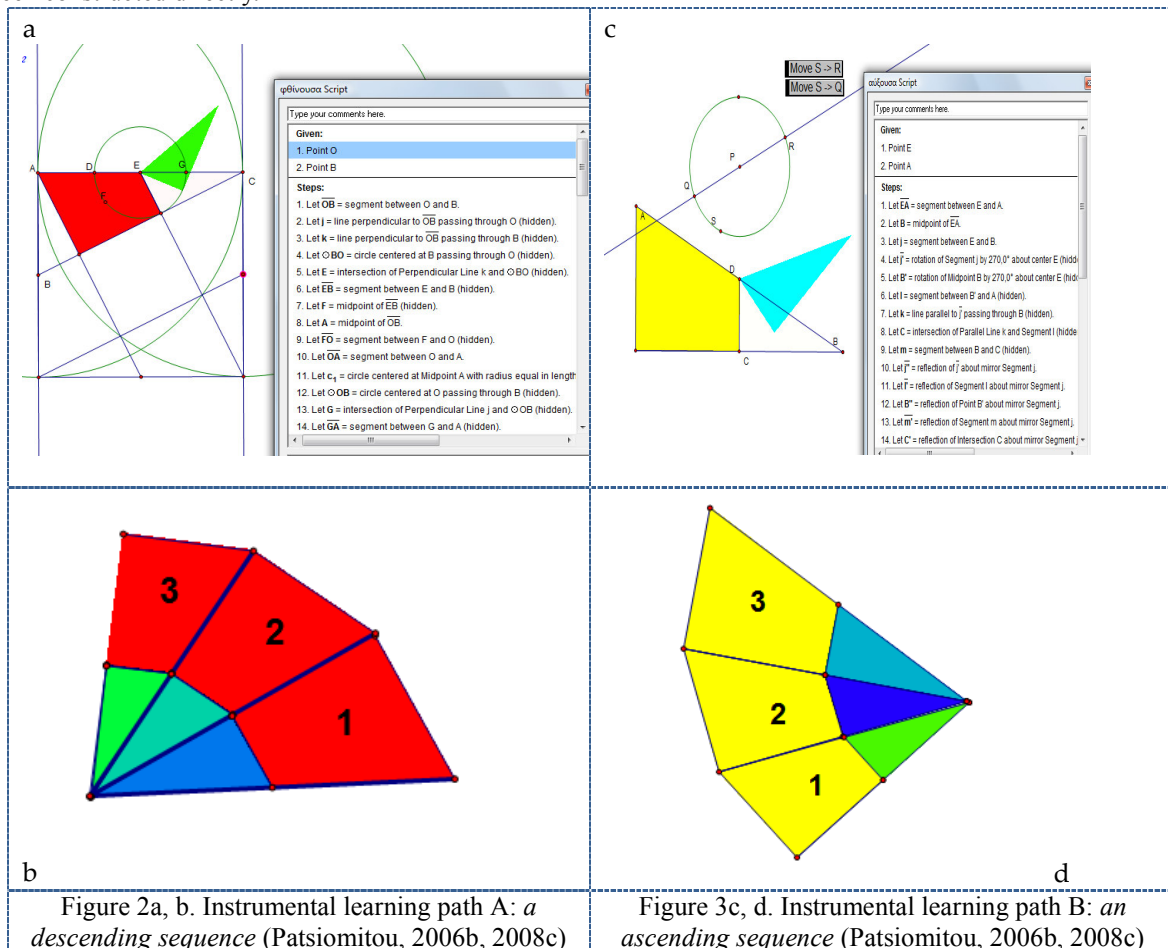 a
A
D
E
G
C
F
B
φθίνουσα Script
Type your comments here.
Given:
1. Point O
2. Point B
Steps:
1. Let OB = segment between O and B.
2. Let j = line perpendicular to OB passing through O (hidden).
3. Let k = line perpendicular to OB passing through B (hidden).
4. Let ⊙BO = circle centered at B passing through O (hidden).
5. Let E = intersection of Perpendicular Line k and ⊙BO (hidden).
6. Let EB = segment between E and B (hidden).
7. Let F = midpoint of EB (hidden).
8. Let A = midpoint of OB.
9. Let FO = segment between F and O (hidden).
10. Let OA = segment between O and A.
11. Let c1 = circle centered at Midpoint A with radius equal in length
12. Let ⊙OB = circle centered at O passing through B (hidden).
13. Let G = intersection of Perpendicular Line j and ⊙OB (hidden).
14. Let GA = segment between G and A (hidden).
c
Move S -> R
Move S -> Q
R
P
Q
S
A
D
B
C
αύξουσα Script
Type your comments here.
Given:
1. Point E
2. Point A
Steps:
1. Let EA = segment between E and A.
2. Let B = midpoint of EA.
3. Let j = segment between E and B.
4. Let j' = rotation of Segment j by 270,0° about center E (hidde
5. Let B' = rotation of Midpoint B by 270,0° about center E (hidde
6. Let l = segment between B' and A (hidden).
7. Let k = line parallel to j' passing through B (hidden).
8. Let C = intersection of Parallel Line k and Segment l (hidde
9. Let m = segment between B and C (hidden).
10. Let j'' = reflection of j' about mirror Segment j.
11. Let l' = reflection of Segment l about mirror Segment j.
12. Let B'' = reflection of Point B' about mirror Segment j.
13. Let m' = reflection of Segment m about mirror Segment j.
14. Let C' = reflection of Intersection C about mirror Segment j
3
2
1
b
3
2
1
d
Figure 2a, b. Instrumental learning path A: a
descending sequence (Patsiomitou, 2006b, 2008c)
Figure 3c, d. Instrumental learning path B: an
ascending sequence (Patsiomitou, 2006b, 2008c)